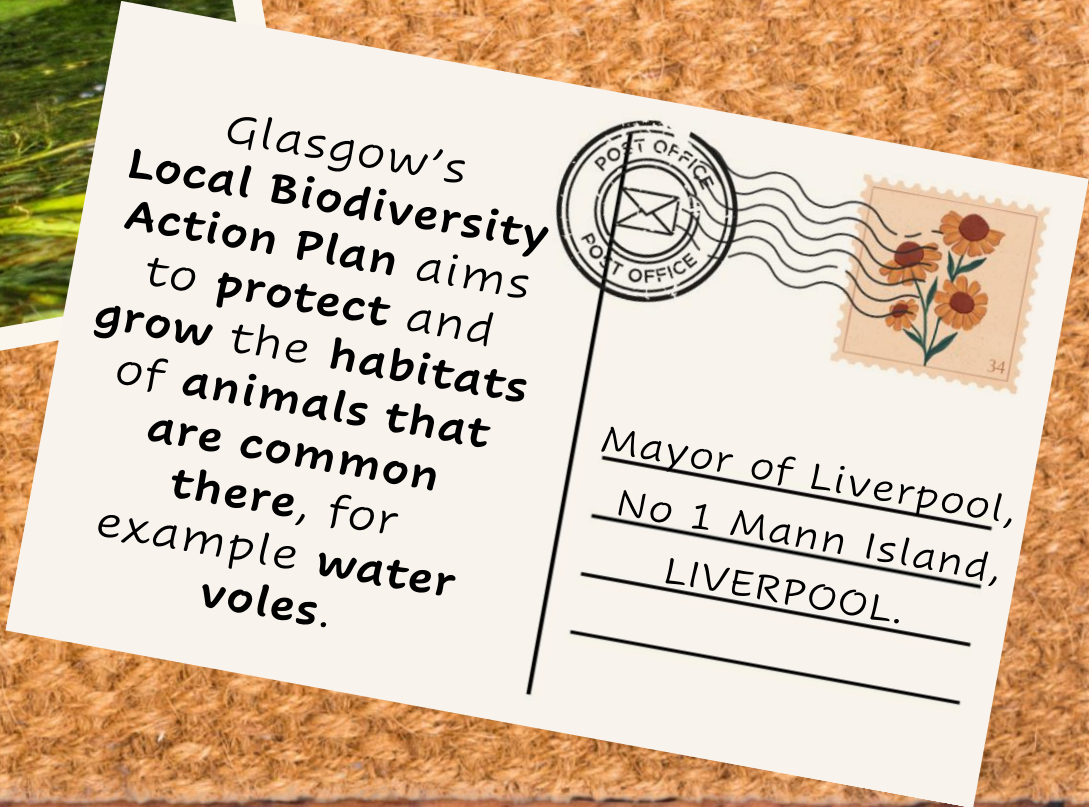 Glasgow's
Local Biodiversity
Action Plan aims
to protect and
grow the habitats
of animals that
are common
there, for
example water
voles.
POST OFFICE
POST OFFICE
34
Mayor of Liverpool,
No 1 Mann Island,
LIVERPOOL.